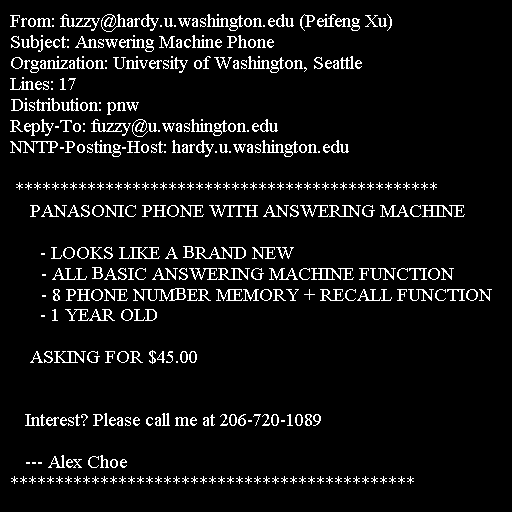 From: fuzzy@hardy.u.washington.edu (Peifeng Xu)
Subject: Answering Machine Phone
Organization: University of Washington, Seattle
Lines: 17
Distribution: pnw
Reply-To: fuzzy@u.washington.edu
NNTP-Posting-Host: hardy.u.washington.edu

***********************************************
PANASONIC PHONE WITH ANSWERING MACHINE

- LOOKS LIKE A BRAND NEW
- ALL BASIC ANSWERING MACHINE FUNCTION
- 8 PHONE NUMBER MEMORY + RECALL FUNCTION
- 1 YEAR OLD

ASKING FOR $45.00

Interest? Please call me at 206-720-1089

--- Alex Choe
*********************************************